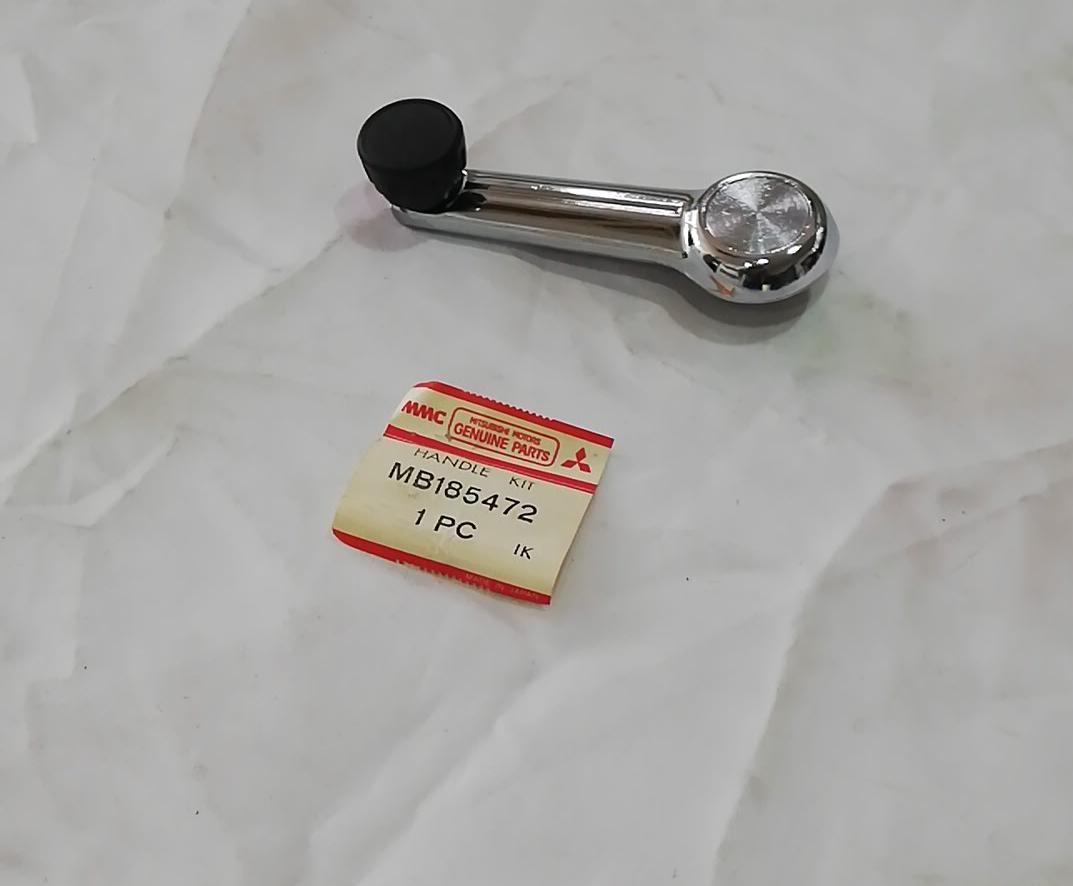 MMC
MITSUBISHI MOTORS
GENUINE PARTS
HANDLE KIT
MB185472
1 PC
IK
MADE IN JAPAN